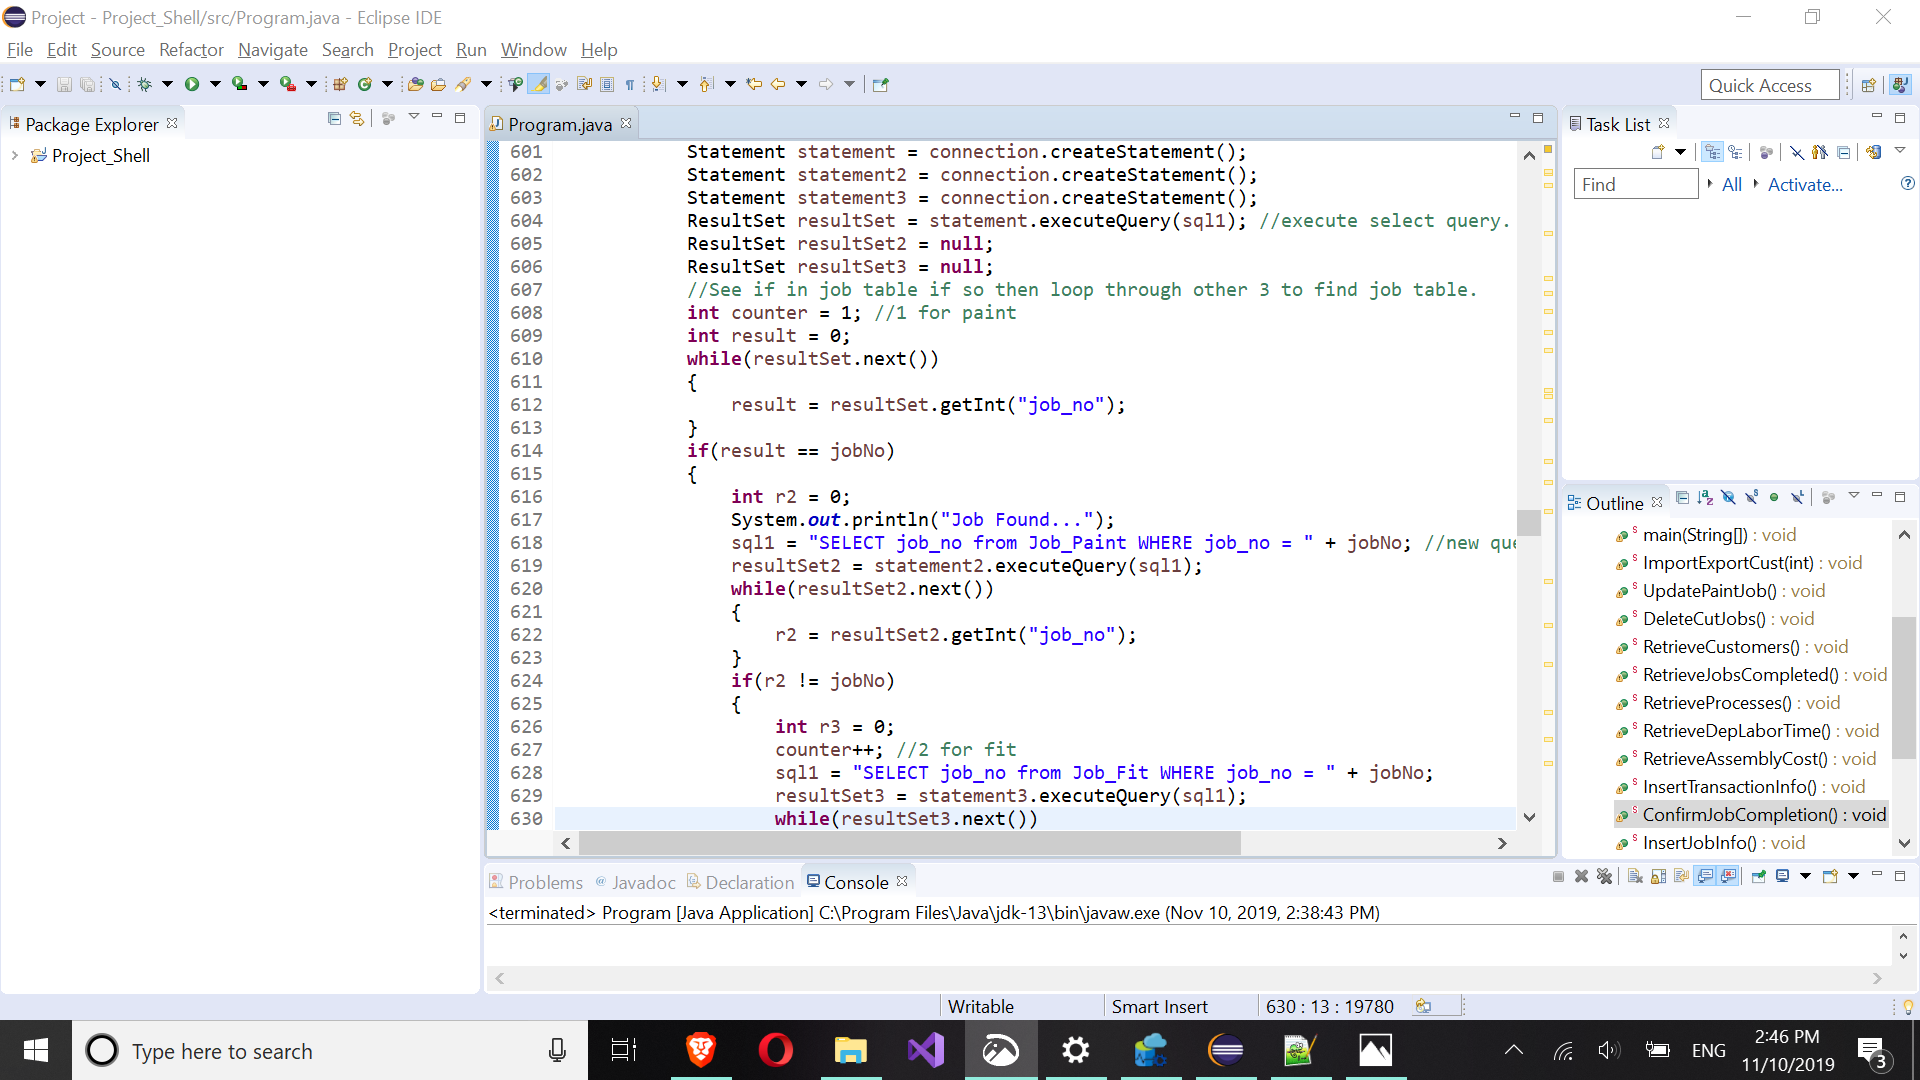 Project - Project_Shell/src/Program.java - Eclipse IDE
File Edit Source Refactor Navigate Search Project Run Window Help
Quick Access
Package Explorer
Project_Shell
Program.java
601 Statement statement = connection.createStatement();
602 Statement statement2 = connection.createStatement();
603 Statement statement3 = connection.createStatement();
604 ResultSet resultSet = statement.executeQuery(sql1); //execute select query.
605 ResultSet resultSet2 = null;
606 ResultSet resultSet3 = null;
607 //See if in job table if so then loop through other 3 to find job table.
608 int counter = 1; //1 for paint
609 int result = 0;
610 while(resultSet.next())
611 {
612 result = resultSet.getInt("job_no");
613 }
614 if(result == jobNo)
615 {
616 int r2 = 0;
617 System.out.println("Job Found...");
618 sql1 = "SELECT job_no from Job_Paint WHERE job_no = " + jobNo; //new que
619 resultSet2 = statement2.executeQuery(sql1);
620 while(resultSet2.next())
621 {
622 r2 = resultSet2.getInt("job_no");
623 }
624 if(r2 != jobNo)
625 {
626 int r3 = 0;
627 counter++; //2 for fit
628 sql1 = "SELECT job_no from Job_Fit WHERE job_no = " + jobNo;
629 resultSet3 = statement3.executeQuery(sql1);
630 while(resultSet3.next())
Task List
Find All Activate...
Outline
main(String[]) : void
ImportExportCust(int) : void
UpdatePaintJob() : void
DeleteCutJobs() : void
RetrieveCustomers() : void
RetrieveJobsCompleted() : void
RetrieveProcesses() : void
RetrieveDepLaborTime() : void
RetrieveAssemblyCost() : void
InsertTransactionInfo() : void
ConfirmJobCompletion() : void
InsertJobInfo() : void
Problems @ Javadoc Declaration Console
<terminated> Program [Java Application] C:\Program Files\Java\jdk-13\bin\javaw.exe (Nov 10, 2019, 2:38:43 PM)
Writable Smart Insert 630 : 13 : 19780
Type here to search
ENG
2:46 PM
11/10/2019
3